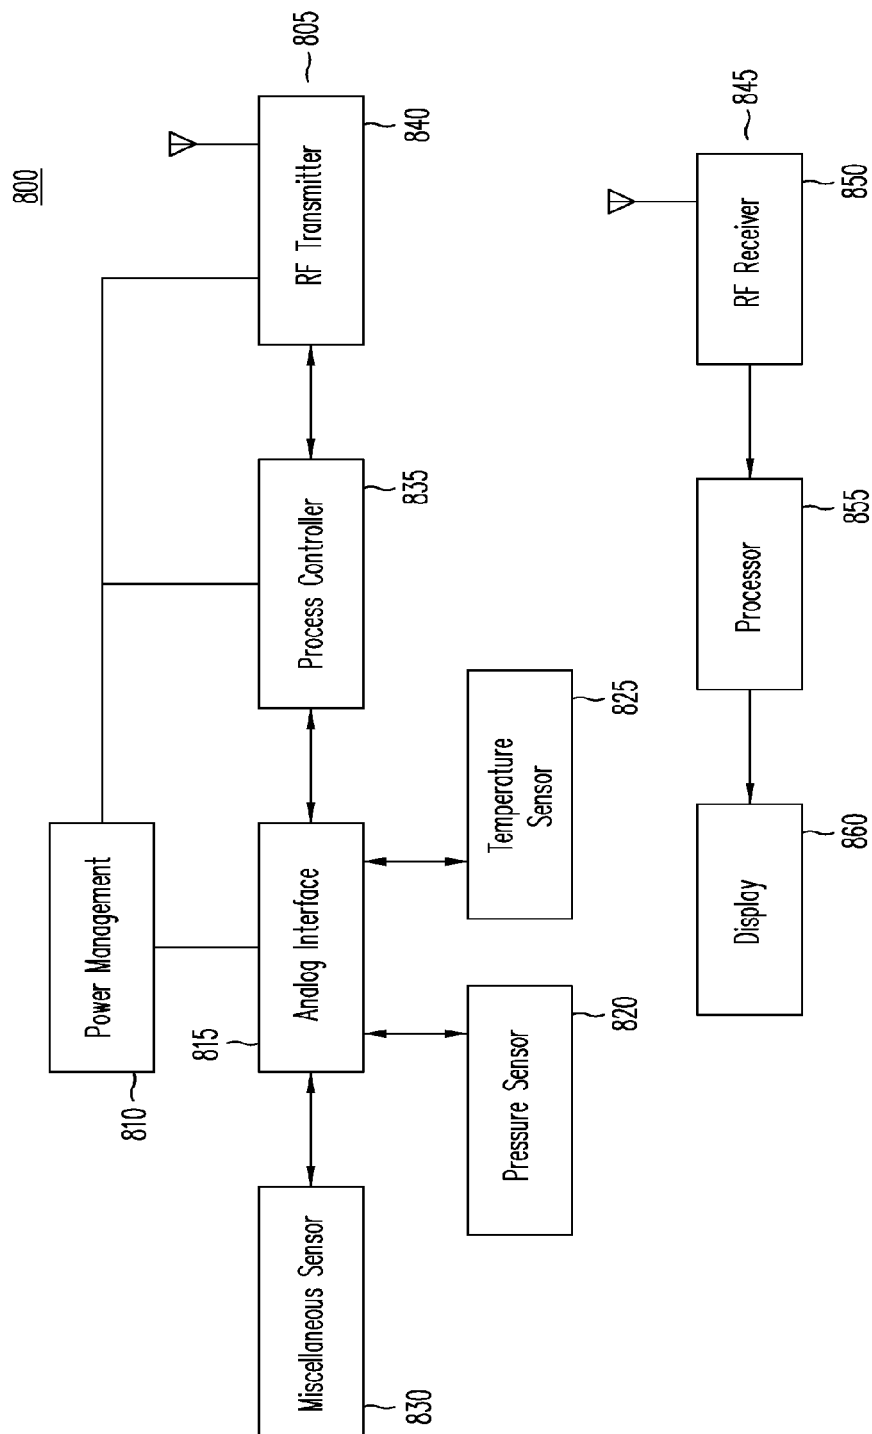 800
Power Management
810
805
Miscellaneous Sensor
830
Analog Interface
815
Process Controller
835
RF Transmitter
840
Pressure Sensor
820
Temperature
Sensor
825
845
Display
860
Processor
855
RF Receiver
850